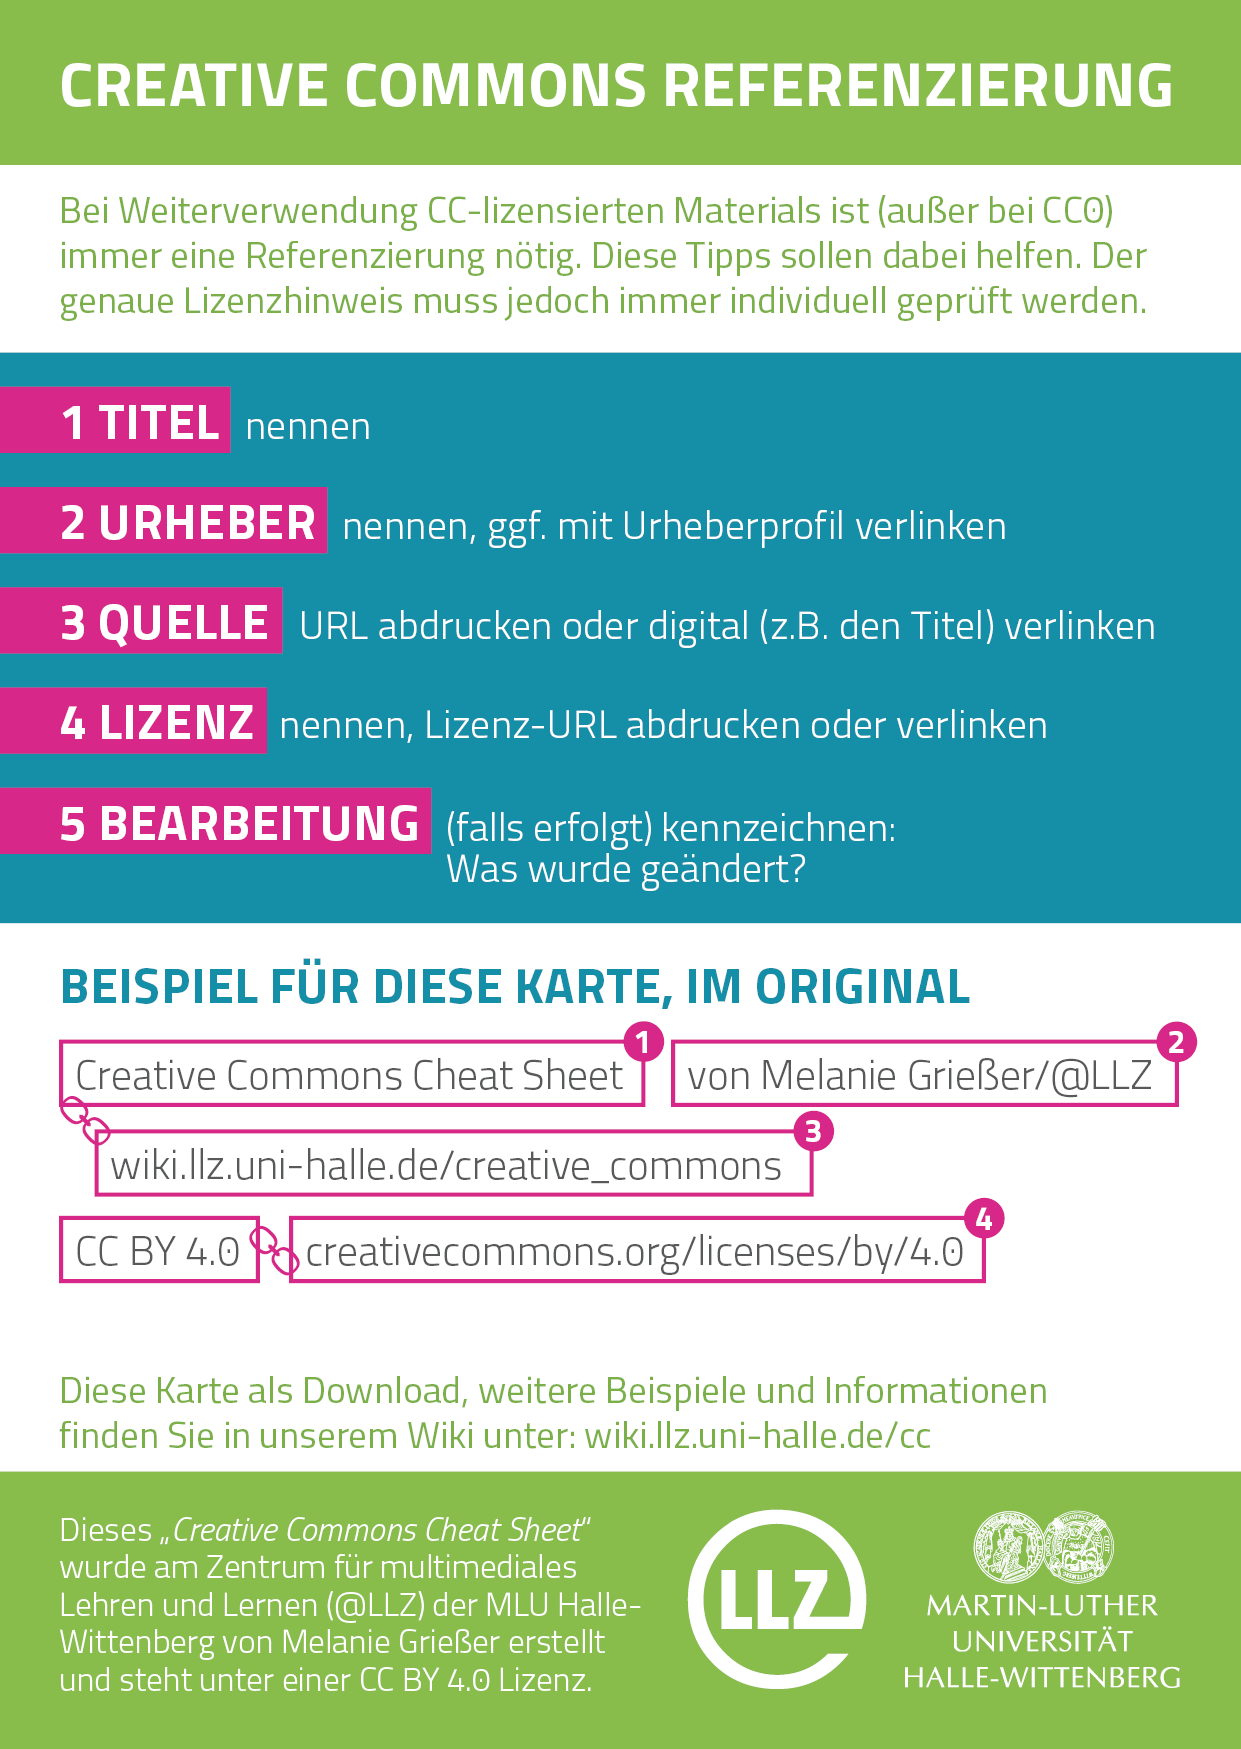 CREATIVE COMMONS REFERENZIERUNG
Bei Weiterverwendung CC-lizensierten Materials ist (außer bei CC0)
immer eine Referenzierung nötig. Diese Tipps sollen dabei helfen. Der
genaue Lizenzhinweis muss jedoch immer individuell geprüft werden.
1 TITEL nennen
2 URHEBER nennen, ggf. mit Urheberprofil verlinken
3 QUELLE URL abdrucken oder digital (z.B. den Titel) verlinken
4 LIZENZ nennen, Lizenz-URL abdrucken oder verlinken
5 BEARBEITUNG (falls erfolgt) kennzeichnen:
Was wurde geändert?
BEISPIEL FÜR DIESE KARTE, IM ORIGINAL
Creative Commons Cheat Sheet 1 von Melanie Grießer/@LLZ 2
wiki.llz.uni-halle.de/creative_commons 3
CC BY 4.0 creativecommons.org/licenses/by/4.0 4
Diese Karte als Download, weitere Beispiele und Informationen
finden Sie in unserem Wiki unter: wiki.llz.uni-halle.de/cc
Dieses „Creative Commons Cheat Sheet“
wurde am Zentrum für multimediales
Lehren und Lernen (@LLZ) der MLU Halle-
Wittenberg von Melanie Grießer erstellt
und steht unter einer CC BY 4.0 Lizenz.
LLZ
MARTIN-LUTHER
UNIVERSITÄT
HALLE-WITTENBERG